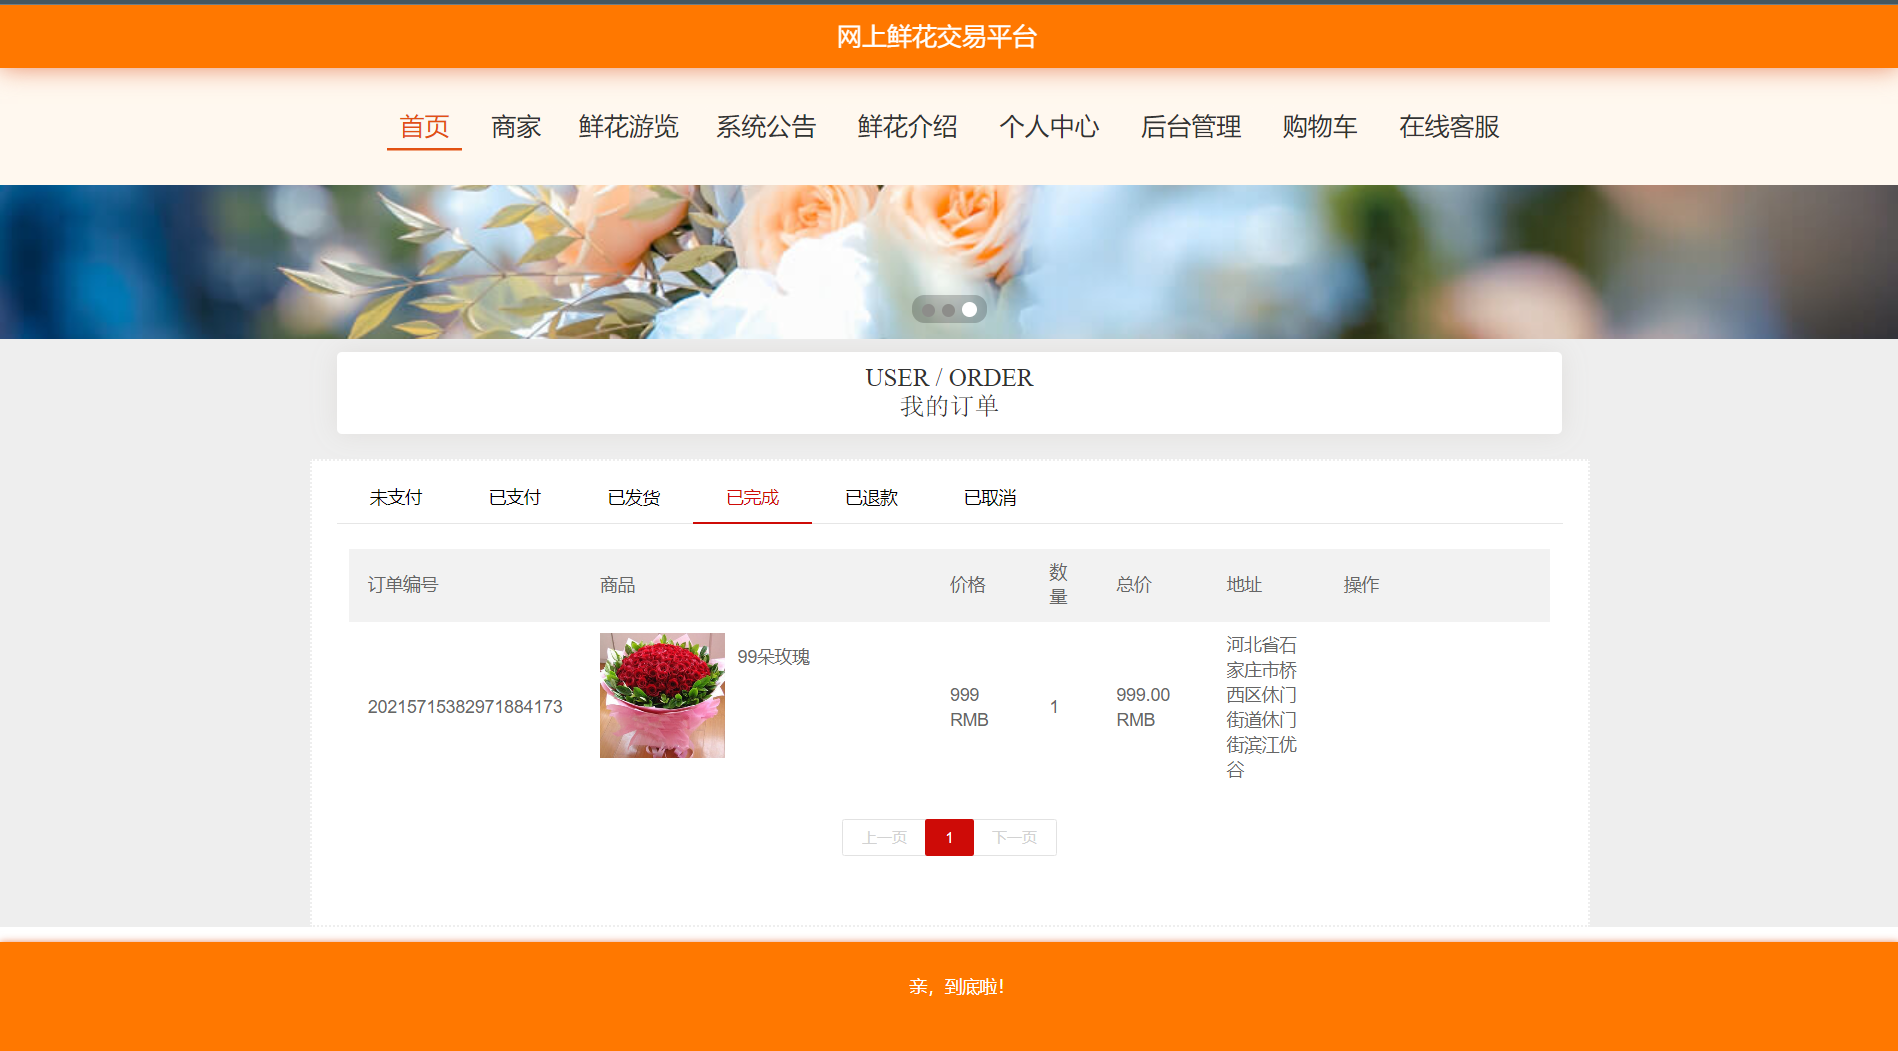 网上鲜花交易平台
首页 商家 鲜花游览 系统公告 鲜花介绍 个人中心 后台管理 购物车 在线客服
USER / ORDER
我的订单
未支付 已支付 已发货 已完成 已退款 已取消
订单编号 商品 价格 数量 总价 地址 操作
20215715382971884173 99朵玫瑰 999 RMB 1 999.00 RMB
河北省石
家庄市桥
西区休门
街道休门
街滨江优
谷
上一页 1 下一页
亲，到底啦！